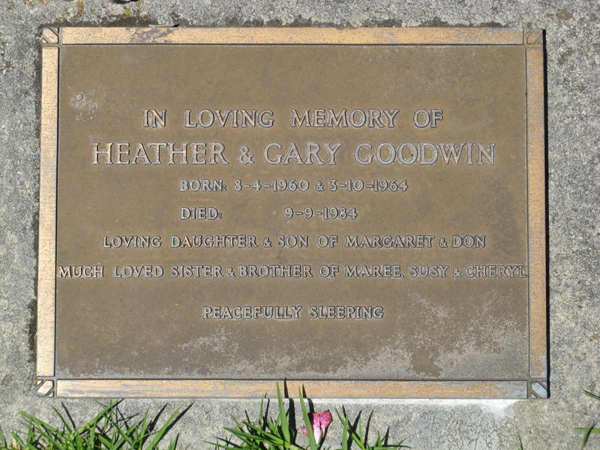 IN LOVING MEMORY OF
HEATHER & GARY GOODWIN
BORN: 8-4-1960 & 3-10-1964
DIED: 9-9-1984
LOVING DAUGHTER & SON OF MARGARET & DON
MUCH LOVED SISTER & BROTHER OF MAREE, SUSY & CHERYL
PEACEFULLY SLEEPING